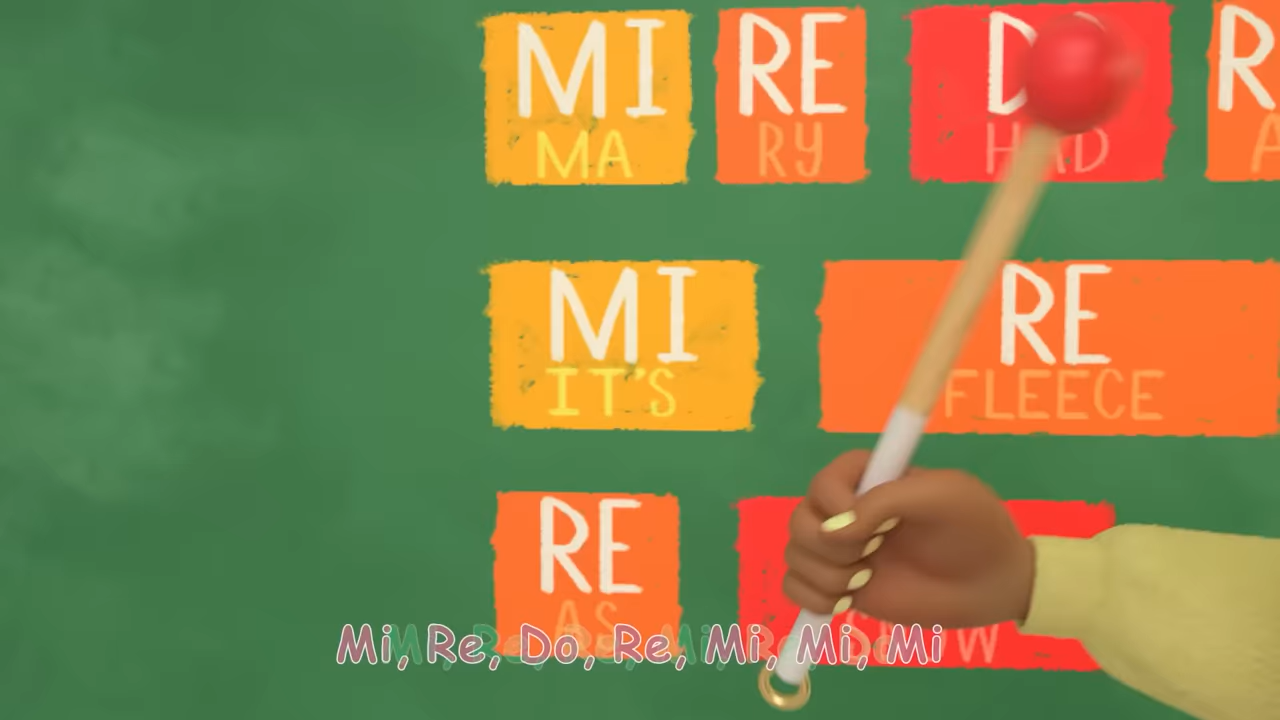 MI RE D R
MA RY HAD A
MI RE
IT'S FLEECE
RE
AS
Mi, Re, Do, Re, Mi, Mi, Mi